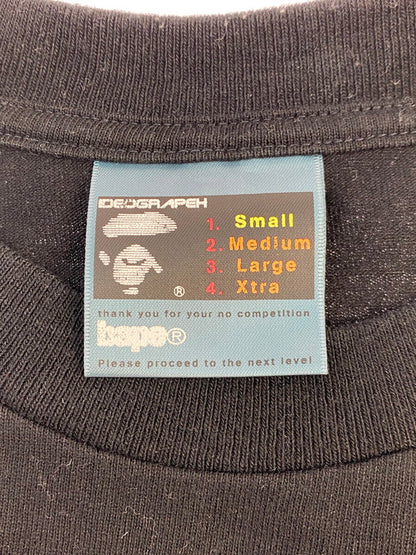 IDEOGRAPEH
1. Small
2. Medium
3. Large
4. Xtra
®
thank you for your no competition
bape®
Please proceed to the next level